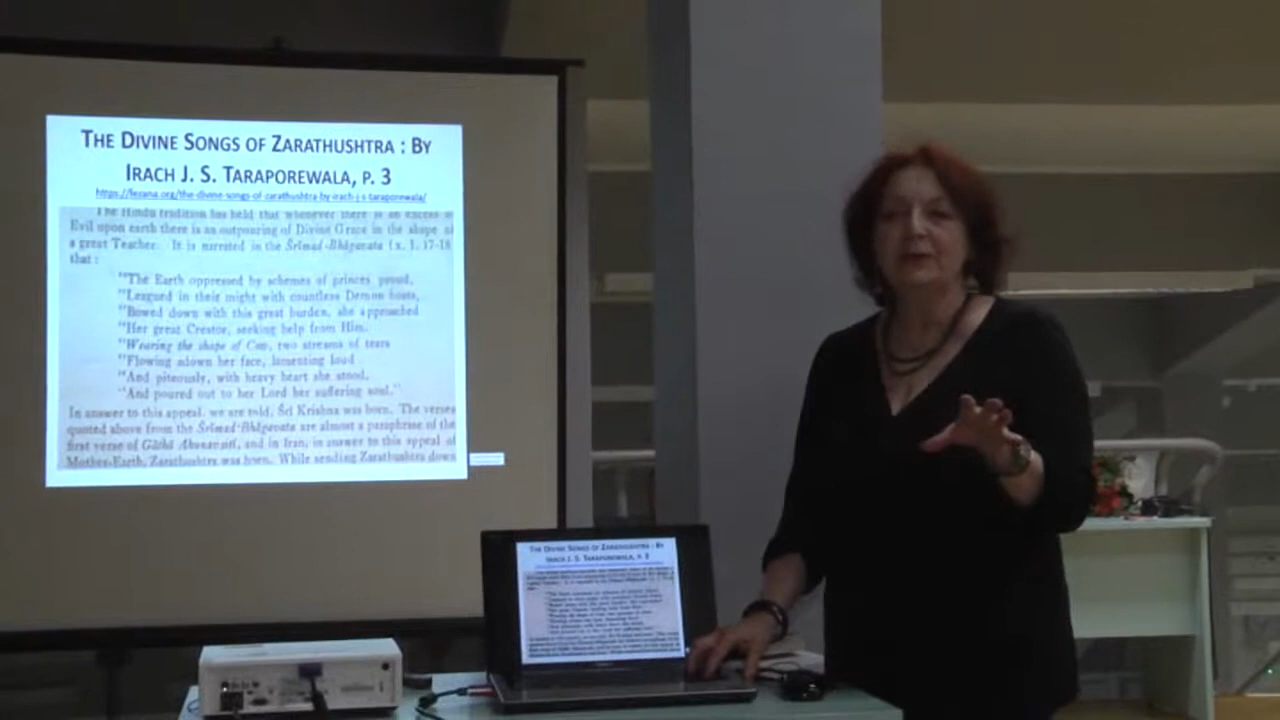 THE DIVINE SONGS OF ZARATHUSHTRA : BY
IRACH J. S. TARAPOREWALA, P. 3
https://fezana.org/the-divine-songs-of-zarathushtra-by-irach-j-s-taraporewala/
The Hindu tradition has held that whenever there is an excess of
Evil upon earth there is an outpouring of Divine Grace in the shape of
a great Teacher. It is narrated in the Śrīmad-Bhāgavata (x. 1. 17-18
that :
"The Earth oppressed by schemes of princes proud,
"Leagued in their might with countless Demon hosts,
"Bowed down with this great burden, she approached
"Her great Creator, seeking help from Him.
"Wearing the shape of Cow, two streams of tears
"Flowing adown her face, lamenting loud
"And piteously, with heavy heart she stood,
"And poured out to her Lord her suffering soul."
In answer to this appeal, we are told, Śrī Krishna was born. The verses
quoted above from the Śrīmad-Bhāgavata are almost a paraphrase of the
first verse of Gāthā Ahunavaiti, and in Iran, in answer to this appeal of
Mother-Earth, Zarathushtra was born. While sending Zarathushtra down
THE DIVINE SONGS OF ZARATHUSHTRA : BY
IRACH J. S. TARAPOREWALA, P. 3